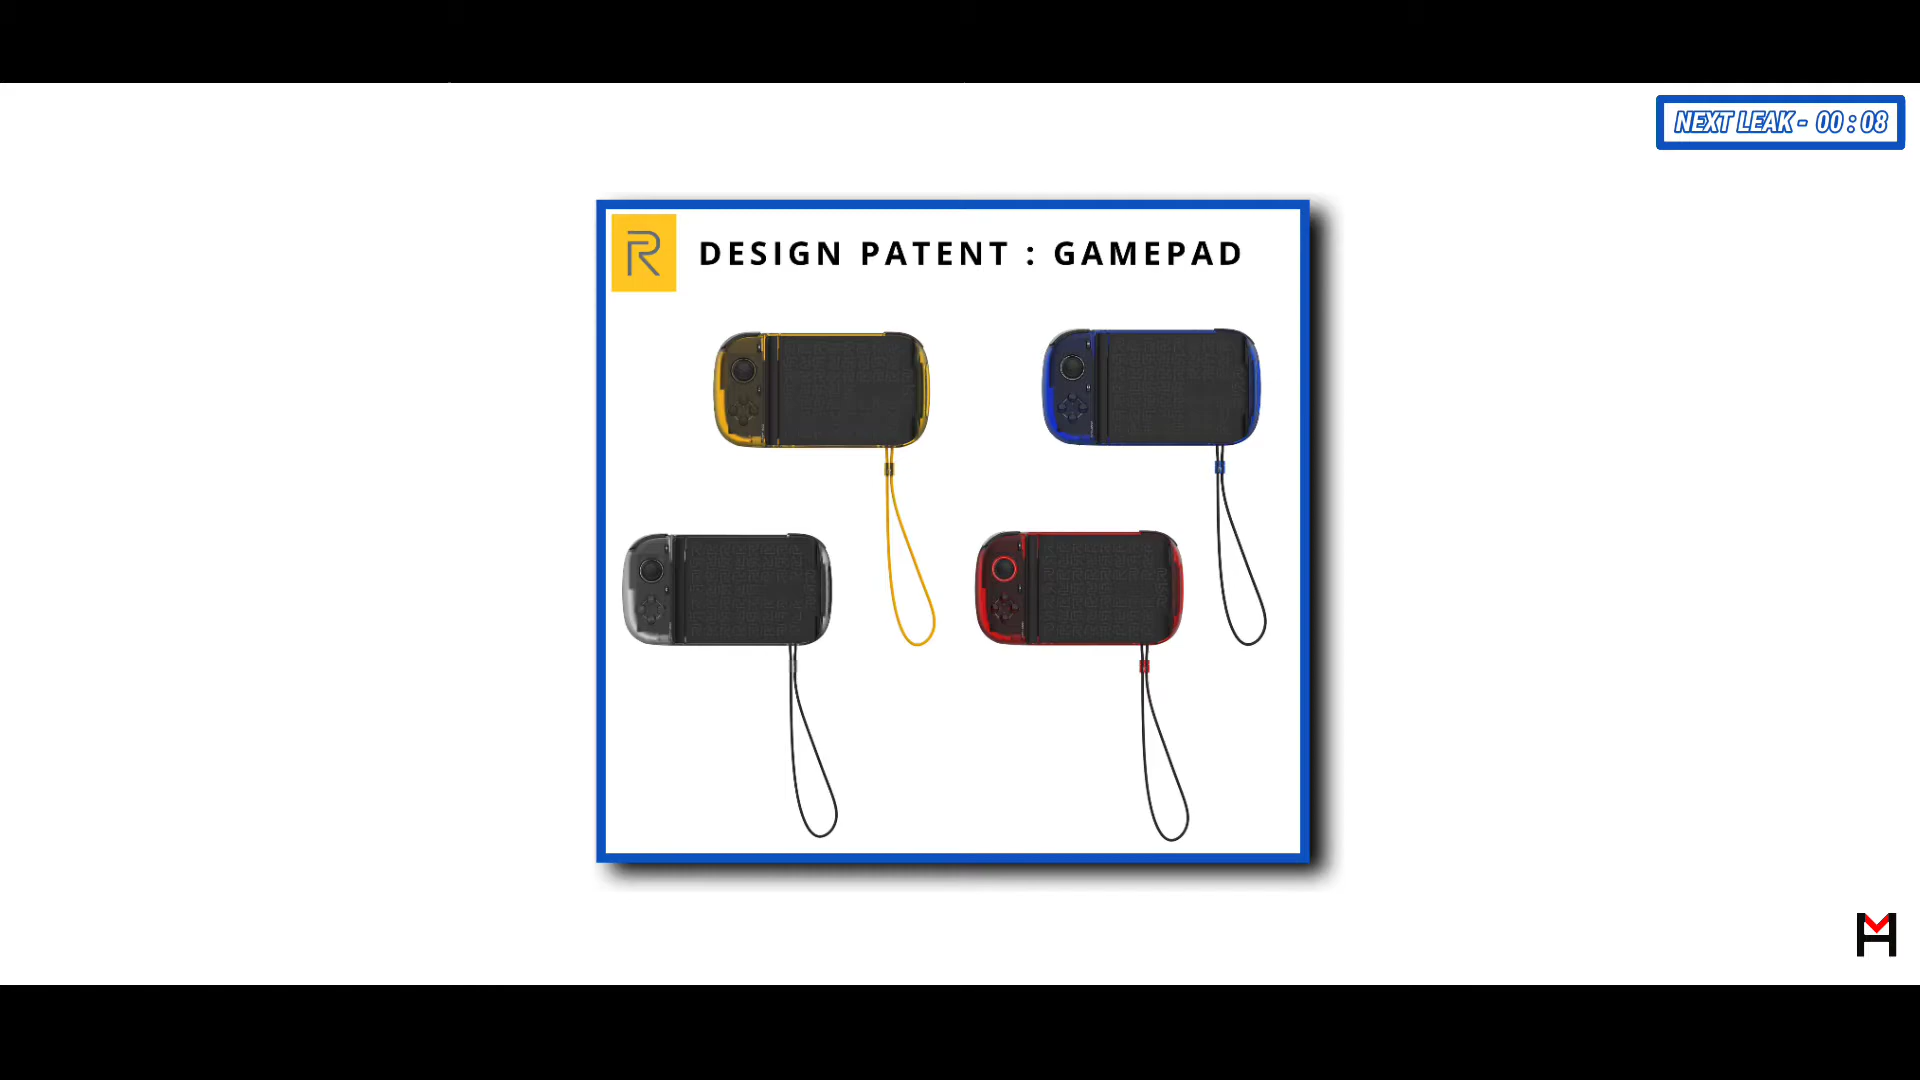 NEXT LEAK - 00:08
R DESIGN PATENT : GAMEPAD